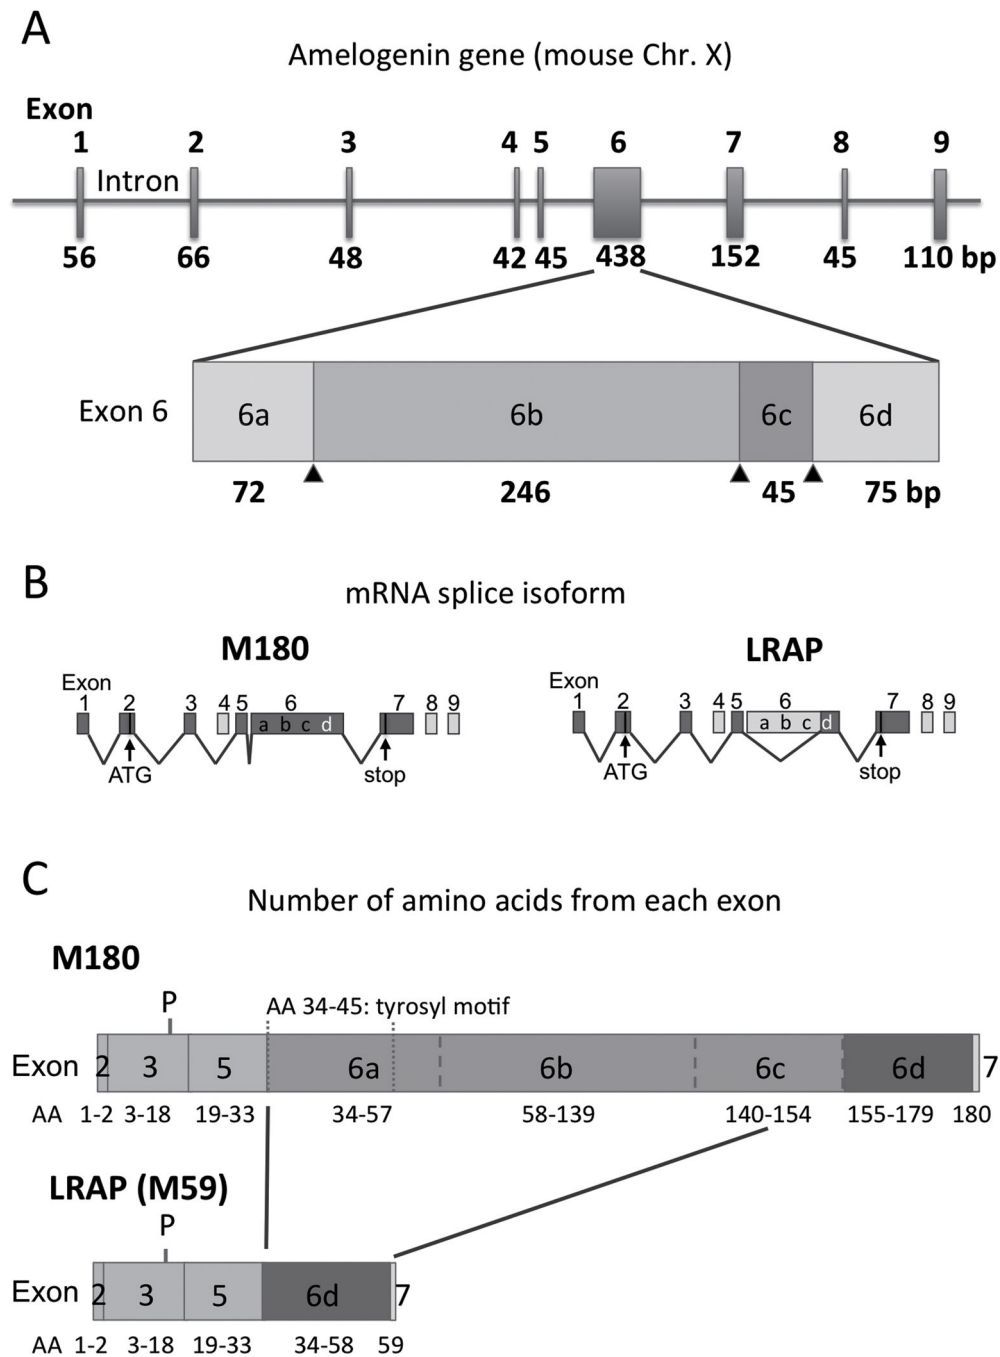 A
Amelogenin gene (mouse Chr. X)
Exon
1 2 3 4 5 6 7 8 9
Intron
56 66 48 42 45 438 152 45 110 bp
Exon 6 6a 6b 6c 6d
72 246 45 75 bp
B
mRNA splice isoform
M180
Exon
1 2 3 4 5 6 7 8 9
a b c d
ATG stop
LRAP
Exon
1 2 3 4 5 6 7 8 9
a b c d
ATG stop
C
Number of amino acids from each exon
M180
P
AA 34-45: tyrosyl motif
Exon 2 3 5 6a 6b 6c 6d 7
AA 1-2 3-18 19-33 34-57 58-139 140-154 155-179 180
LRAP (M59)
P
Exon 2 3 5 6d 7
AA 1-2 3-18 19-33 34-58 59